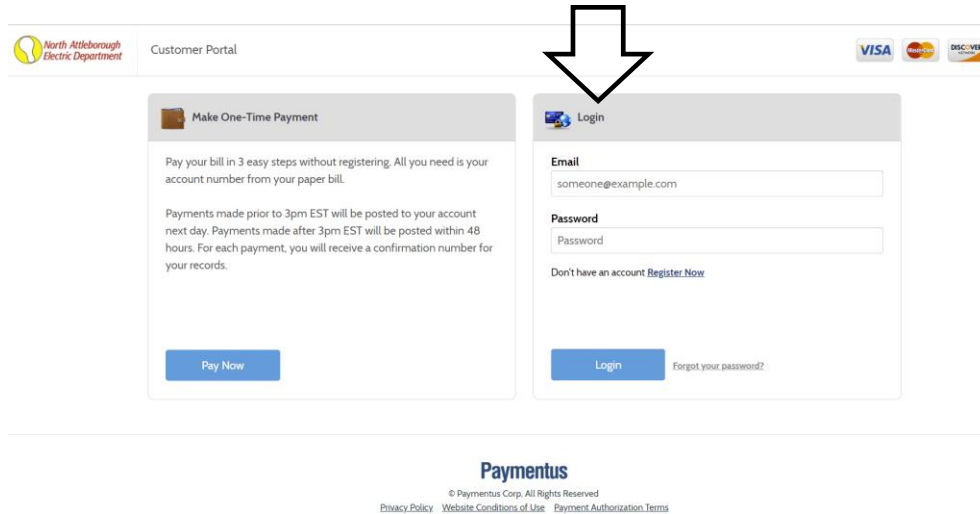 North Attleborough
Electric Department
Customer Portal
VISA
MasterCard
DISCOVER
NETWORK
Make One-Time Payment
Pay your bill in 3 easy steps without registering. All you need is your
account number from your paper bill.
Payments made prior to 3pm EST will be posted to your account
next day. Payments made after 3pm EST will be posted within 48
hours. For each payment, you will receive a confirmation number for
your records.
Pay Now
Login
Email
someone@example.com
Password
Password
Don't have an account Register Now
Login
Forgot your password?
Paymentus
© Paymentus Corp. All Rights Reserved
Privacy Policy Website Conditions of Use Payment Authorization Terms